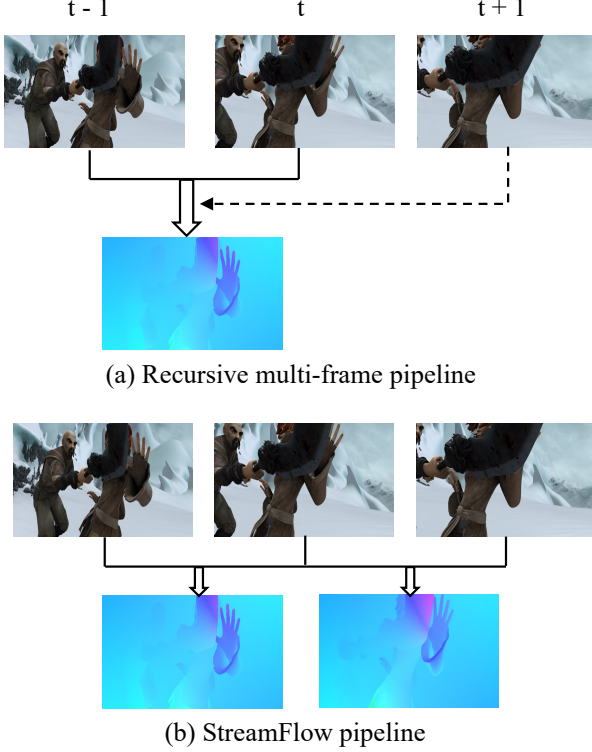 t - 1 t t + 1
(a) Recursive multi-frame pipeline
(b) StreamFlow pipeline